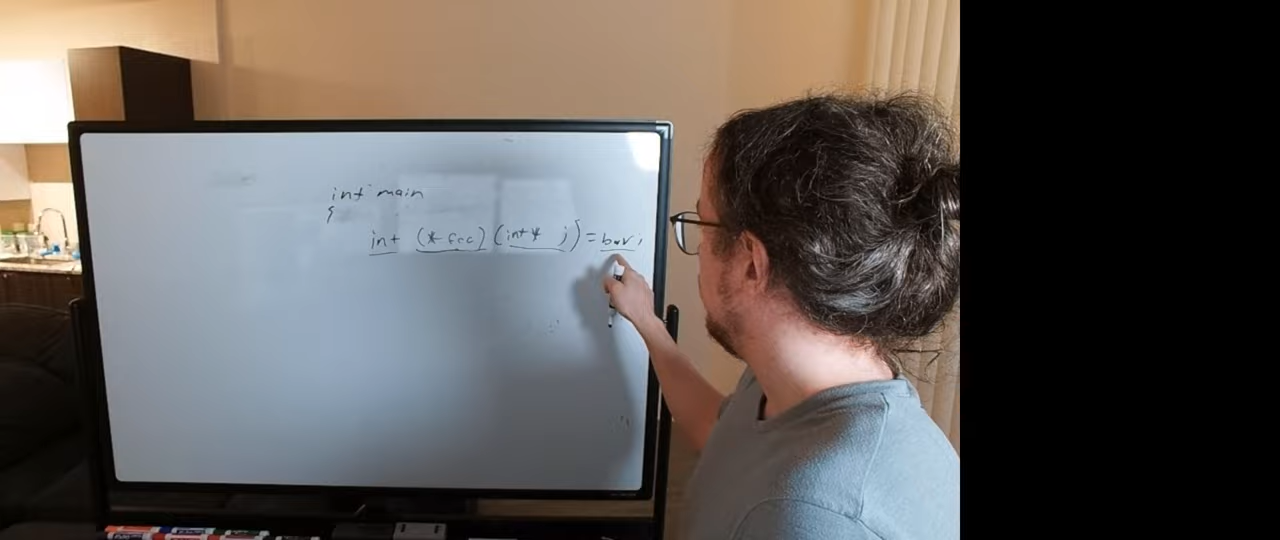 int main
{
int (*foo) (int* j) = bar;